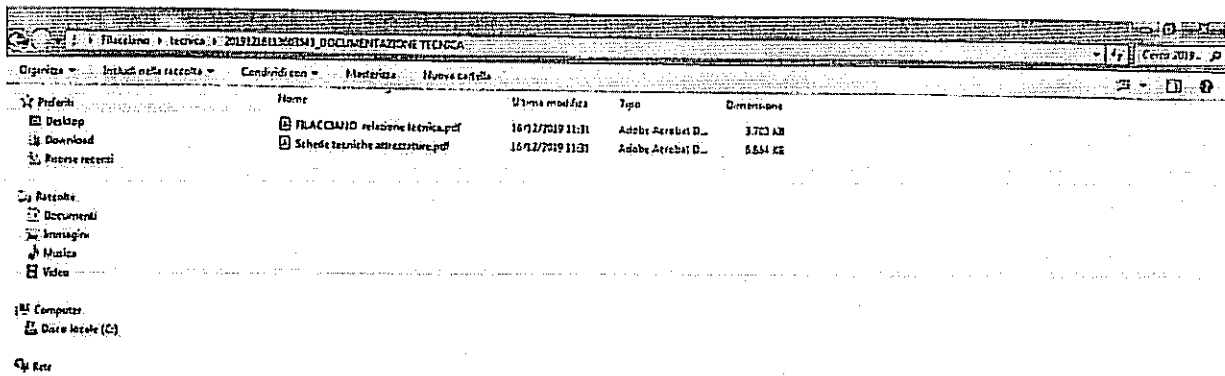 Filacciano ▸ tecnica ▸ DOCUMENTAZIONE TECNICA
Organizza Includi nella raccolta Condividi con Masterizza Nuova cartella
Preferiti
Desktop
Download
Risorse recenti
Nome Ultima modifica Tipo Dimensione
FILACCIANO relazione tecnica.pdf 16/12/2019 11:31 Adobe Acrobat D...
Schede tecniche attrezzature.pdf 16/12/2019 11:31 Adobe Acrobat D...
Raccolte
Documenti
Immagini
Musica
Video
Computer
Disco locale (C:)
Rete